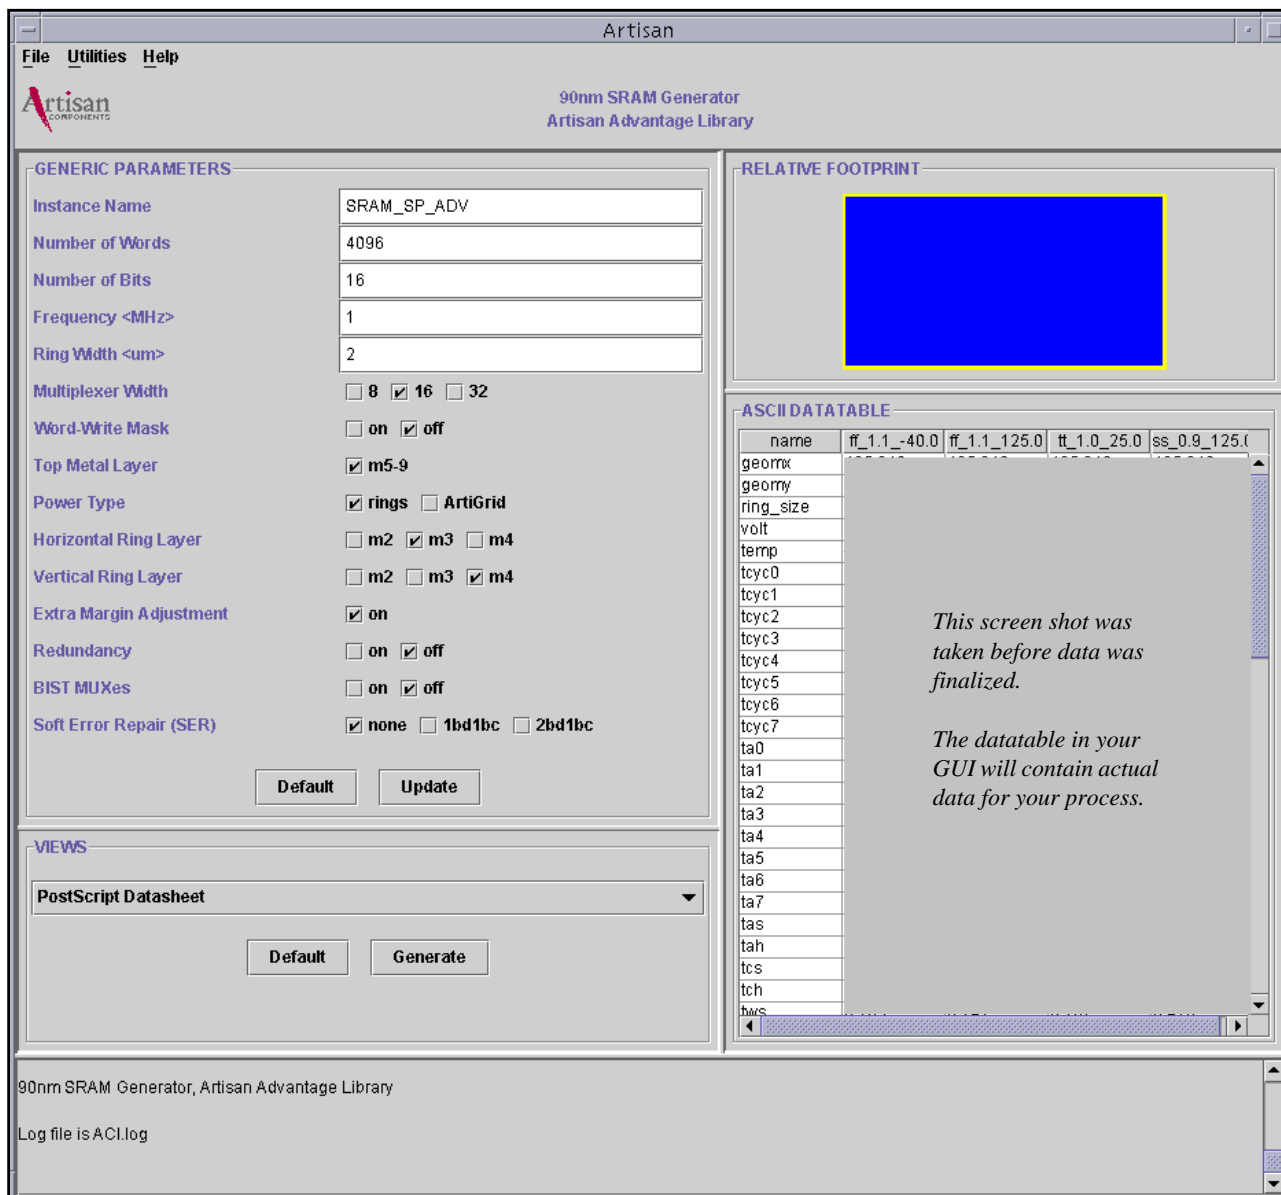 Artisan
File Utilities Help
Artisan
COMPONENTS
90nm SRAM Generator
Artisan Advantage Library
GENERIC PARAMETERS
Instance Name SRAM_SP_ADV
Number of Words 4096
Number of Bits 16
Frequency <MHz> 1
Ring Width <um> 2
Multiplexer Width 8 16 32
Word-Write Mask on off
Top Metal Layer m5-9
Power Type rings ArtiGrid
Horizontal Ring Layer m2 m3 m4
Vertical Ring Layer m2 m3 m4
Extra Margin Adjustment on
Redundancy on off
BIST MUXes on off
Soft Error Repair (SER) none 1bd1bc 2bd1bc
Default Update
VIEWS
PostScript Datasheet
Default Generate
RELATIVE FOOTPRINT
ASCII DATATABLE
name ff_1.1_-40.0 ff_1.1_125.0 tt_1.0_25.0 ss_0.9_125.(
geomx
geomy
ring_size
volt
temp
tcyc0
tcyc1
tcyc2
tcyc3
tcyc4
tcyc5
tcyc6
tcyc7
ta0
ta1
ta2
ta3
ta4
ta5
ta6
ta7
tas
tah
tcs
tch
tws
This screen shot was
taken before data was
finalized.
The datatable in your
GUI will contain actual
data for your process.
90nm SRAM Generator, Artisan Advantage Library
Log file is ACI.log